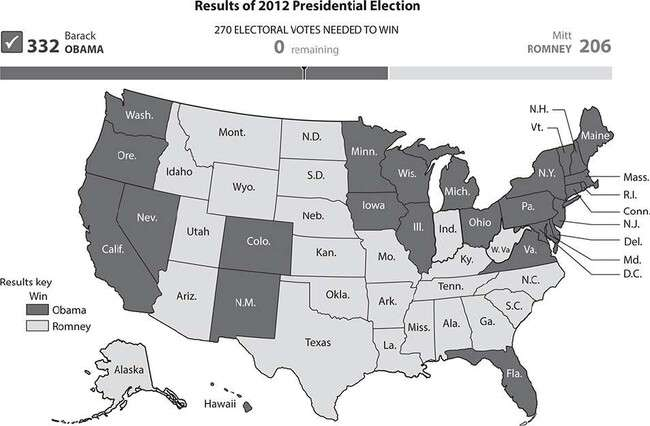 Results of 2012 Presidential Election
270 ELECTORAL VOTES NEEDED TO WIN
332 Barack OBAMA
0 remaining
Mitt ROMNEY 206
Wash.
Ore.
Calif.
Nev.
Idaho
Mont.
Wyo.
Utah
Colo.
Ariz.
N.M.
N.D.
S.D.
Neb.
Kan.
Okla.
Texas
Minn.
Iowa
Mo.
Ark.
La.
Wis.
Ill.
Mich.
Ind.
Ohio
Ky.
Tenn.
Miss.
Ala.
Ga.
Fla.
S.C.
N.C.
Va.
W. Va
Pa.
N.Y.
Maine
N.H.
Vt.
Mass.
R.I.
Conn.
N.J.
Del.
Md.
D.C.
Results key
Win
Obama
Romney
Alaska
Hawaii